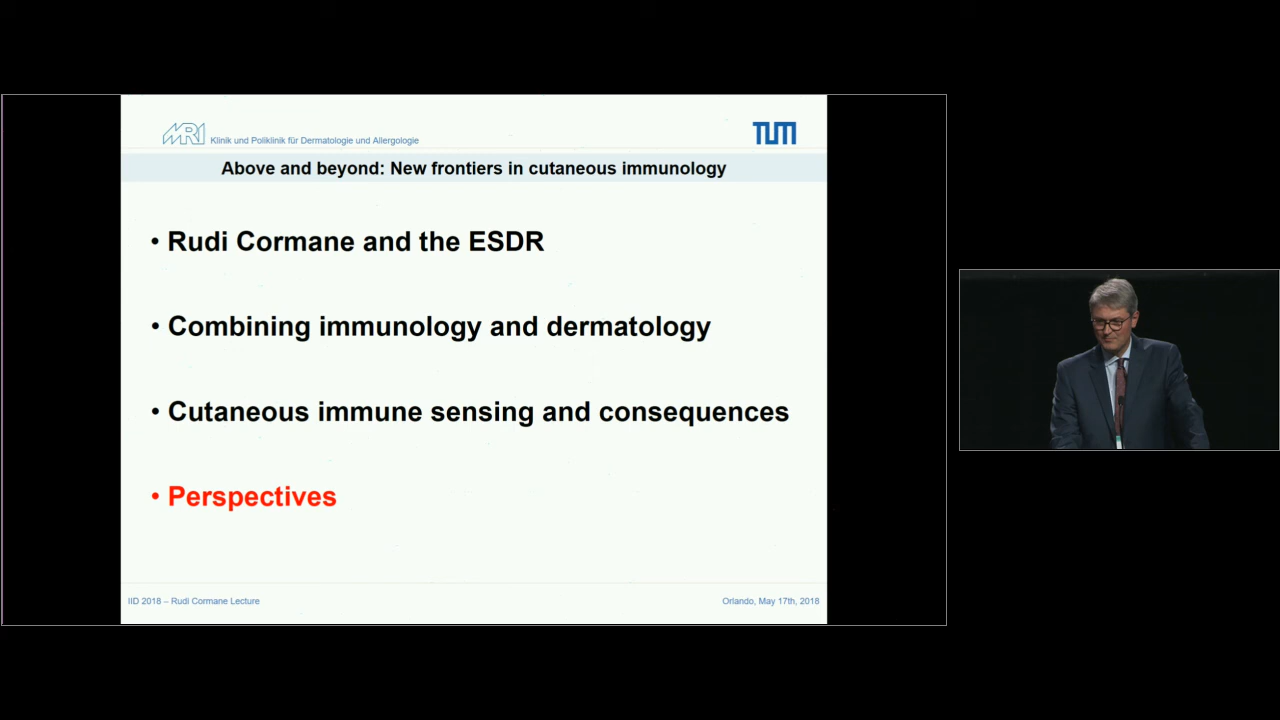 MRI Klinik und Poliklinik für Dermatologie und Allergologie
TUM
Above and beyond: New frontiers in cutaneous immunology
• Rudi Cormane and the ESDR
• Combining immunology and dermatology
• Cutaneous immune sensing and consequences
• Perspectives
IID 2018 – Rudi Cormane Lecture
Orlando, May 17th, 2018